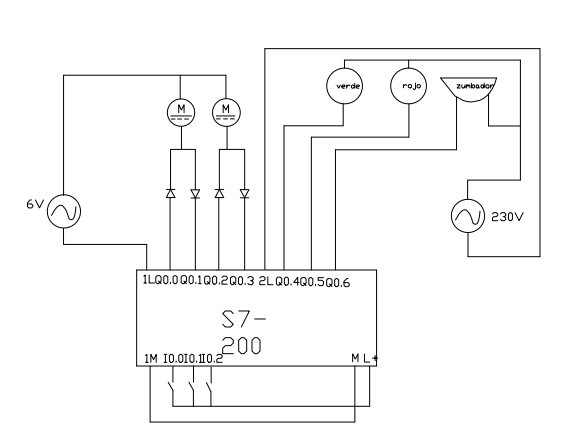 verde rojo zumbador
M M
6V
230V
1L Q0.0 Q0.1 Q0.2 Q0.3 2L Q0.4 Q0.5 Q0.6
S7-
200
1M I0.0 I0.1 I0.2 M L+